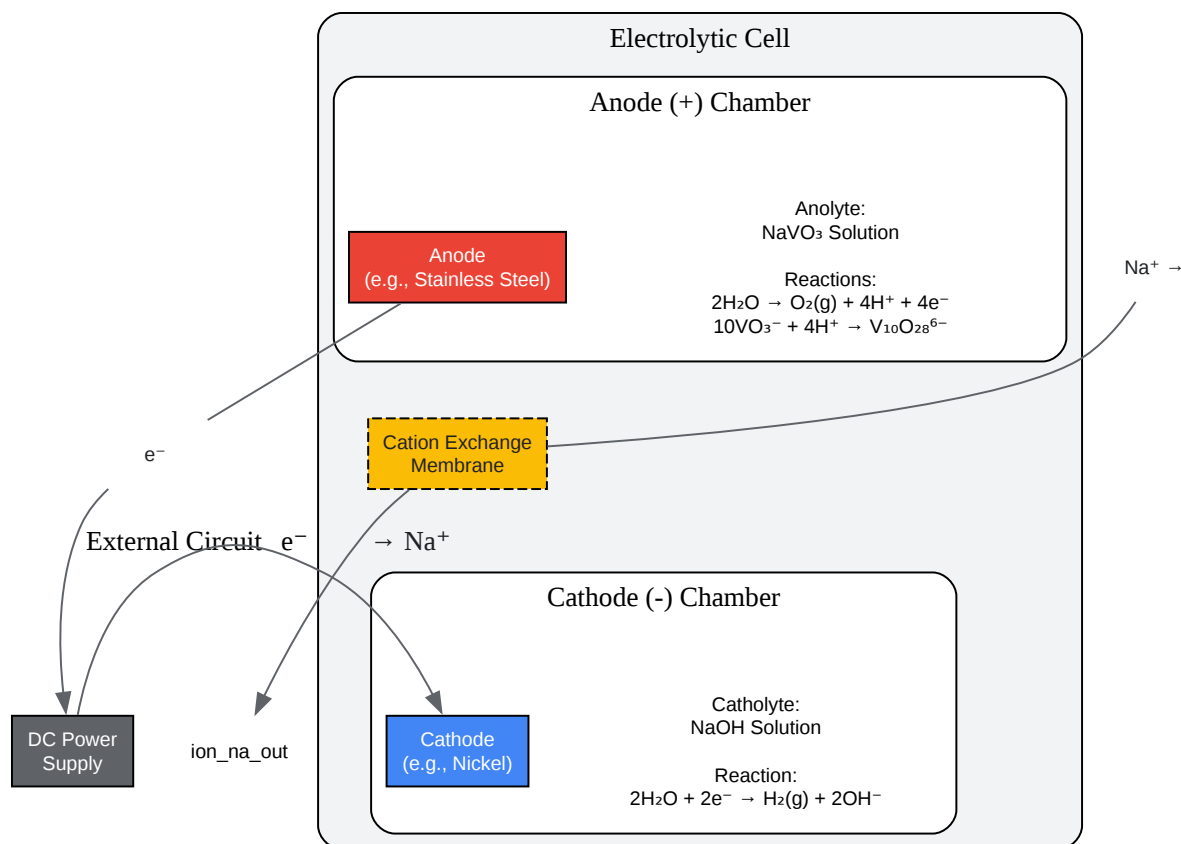 Electrolytic Cell
Anode (+) Chamber
Anolyte:
NaVO₃ Solution
Anode
(e.g., Stainless Steel)
Reactions:
2H₂O → O₂(g) + 4H⁺ + 4e⁻
10VO₃⁻ + 4H⁺ → V₁₀O₂₈⁶⁻
Na⁺ →
Cation Exchange
Membrane
e⁻
External Circuit e⁻
→ Na⁺
Cathode (-) Chamber
Catholyte:
NaOH Solution
DC Power
Supply
ion_na_out
Cathode
(e.g., Nickel)
Reaction:
2H₂O + 2e⁻ → H₂(g) + 2OH⁻